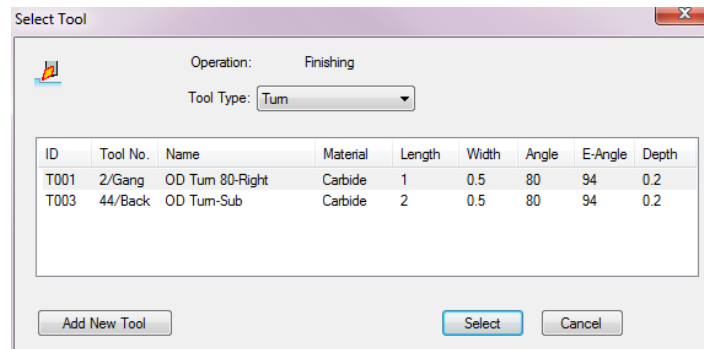 Select Tool
Operation: Finishing
Tool Type: Turn
ID Tool No. Name Material Length Width Angle E-Angle Depth
T001 2/Gang OD Turn 80-Right Carbide 1 0.5 80 94 0.2
T003 44/Back OD Turn-Sub Carbide 2 0.5 80 94 0.2
Add New Tool Select Cancel